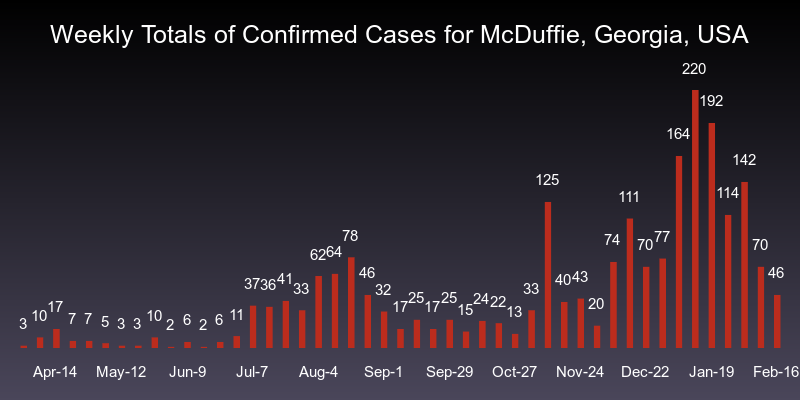 Weekly Totals of Confirmed Cases for McDuffie, Georgia, USA
3 10 17 7 7 5 3 3 10 2 6 2 6 11 37 36 41 33 62 64 78 46 32 17 25 17 25 15 24 22 13 33 125 40 43 20 74 111 70 77 164 220 192 114 142 70 46
Apr-14 May-12 Jun-9 Jul-7 Aug-4 Sep-1 Sep-29 Oct-27 Nov-24 Dec-22 Jan-19 Feb-16